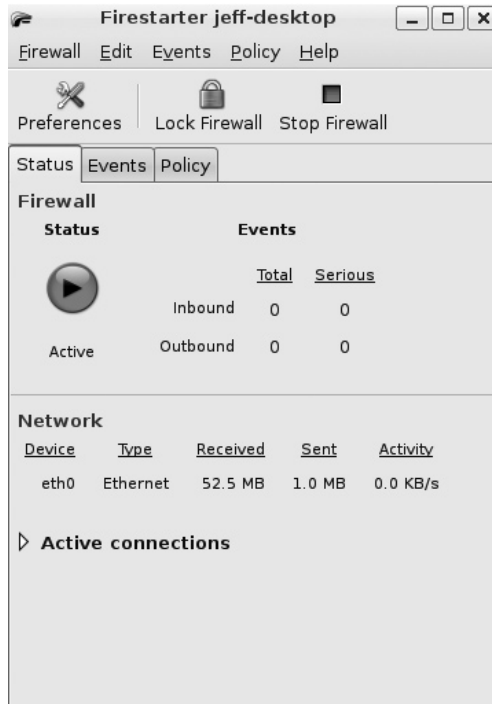 Firestarter jeff-desktop
Firewall Edit Events Policy Help
Preferences Lock Firewall Stop Firewall
Status Events Policy
Firewall
Status Events
Total Serious
Inbound 0 0
Active Outbound 0 0
Network
Device Type Received Sent Activity
eth0 Ethernet 52.5 MB 1.0 MB 0.0 KB/s
Active connections